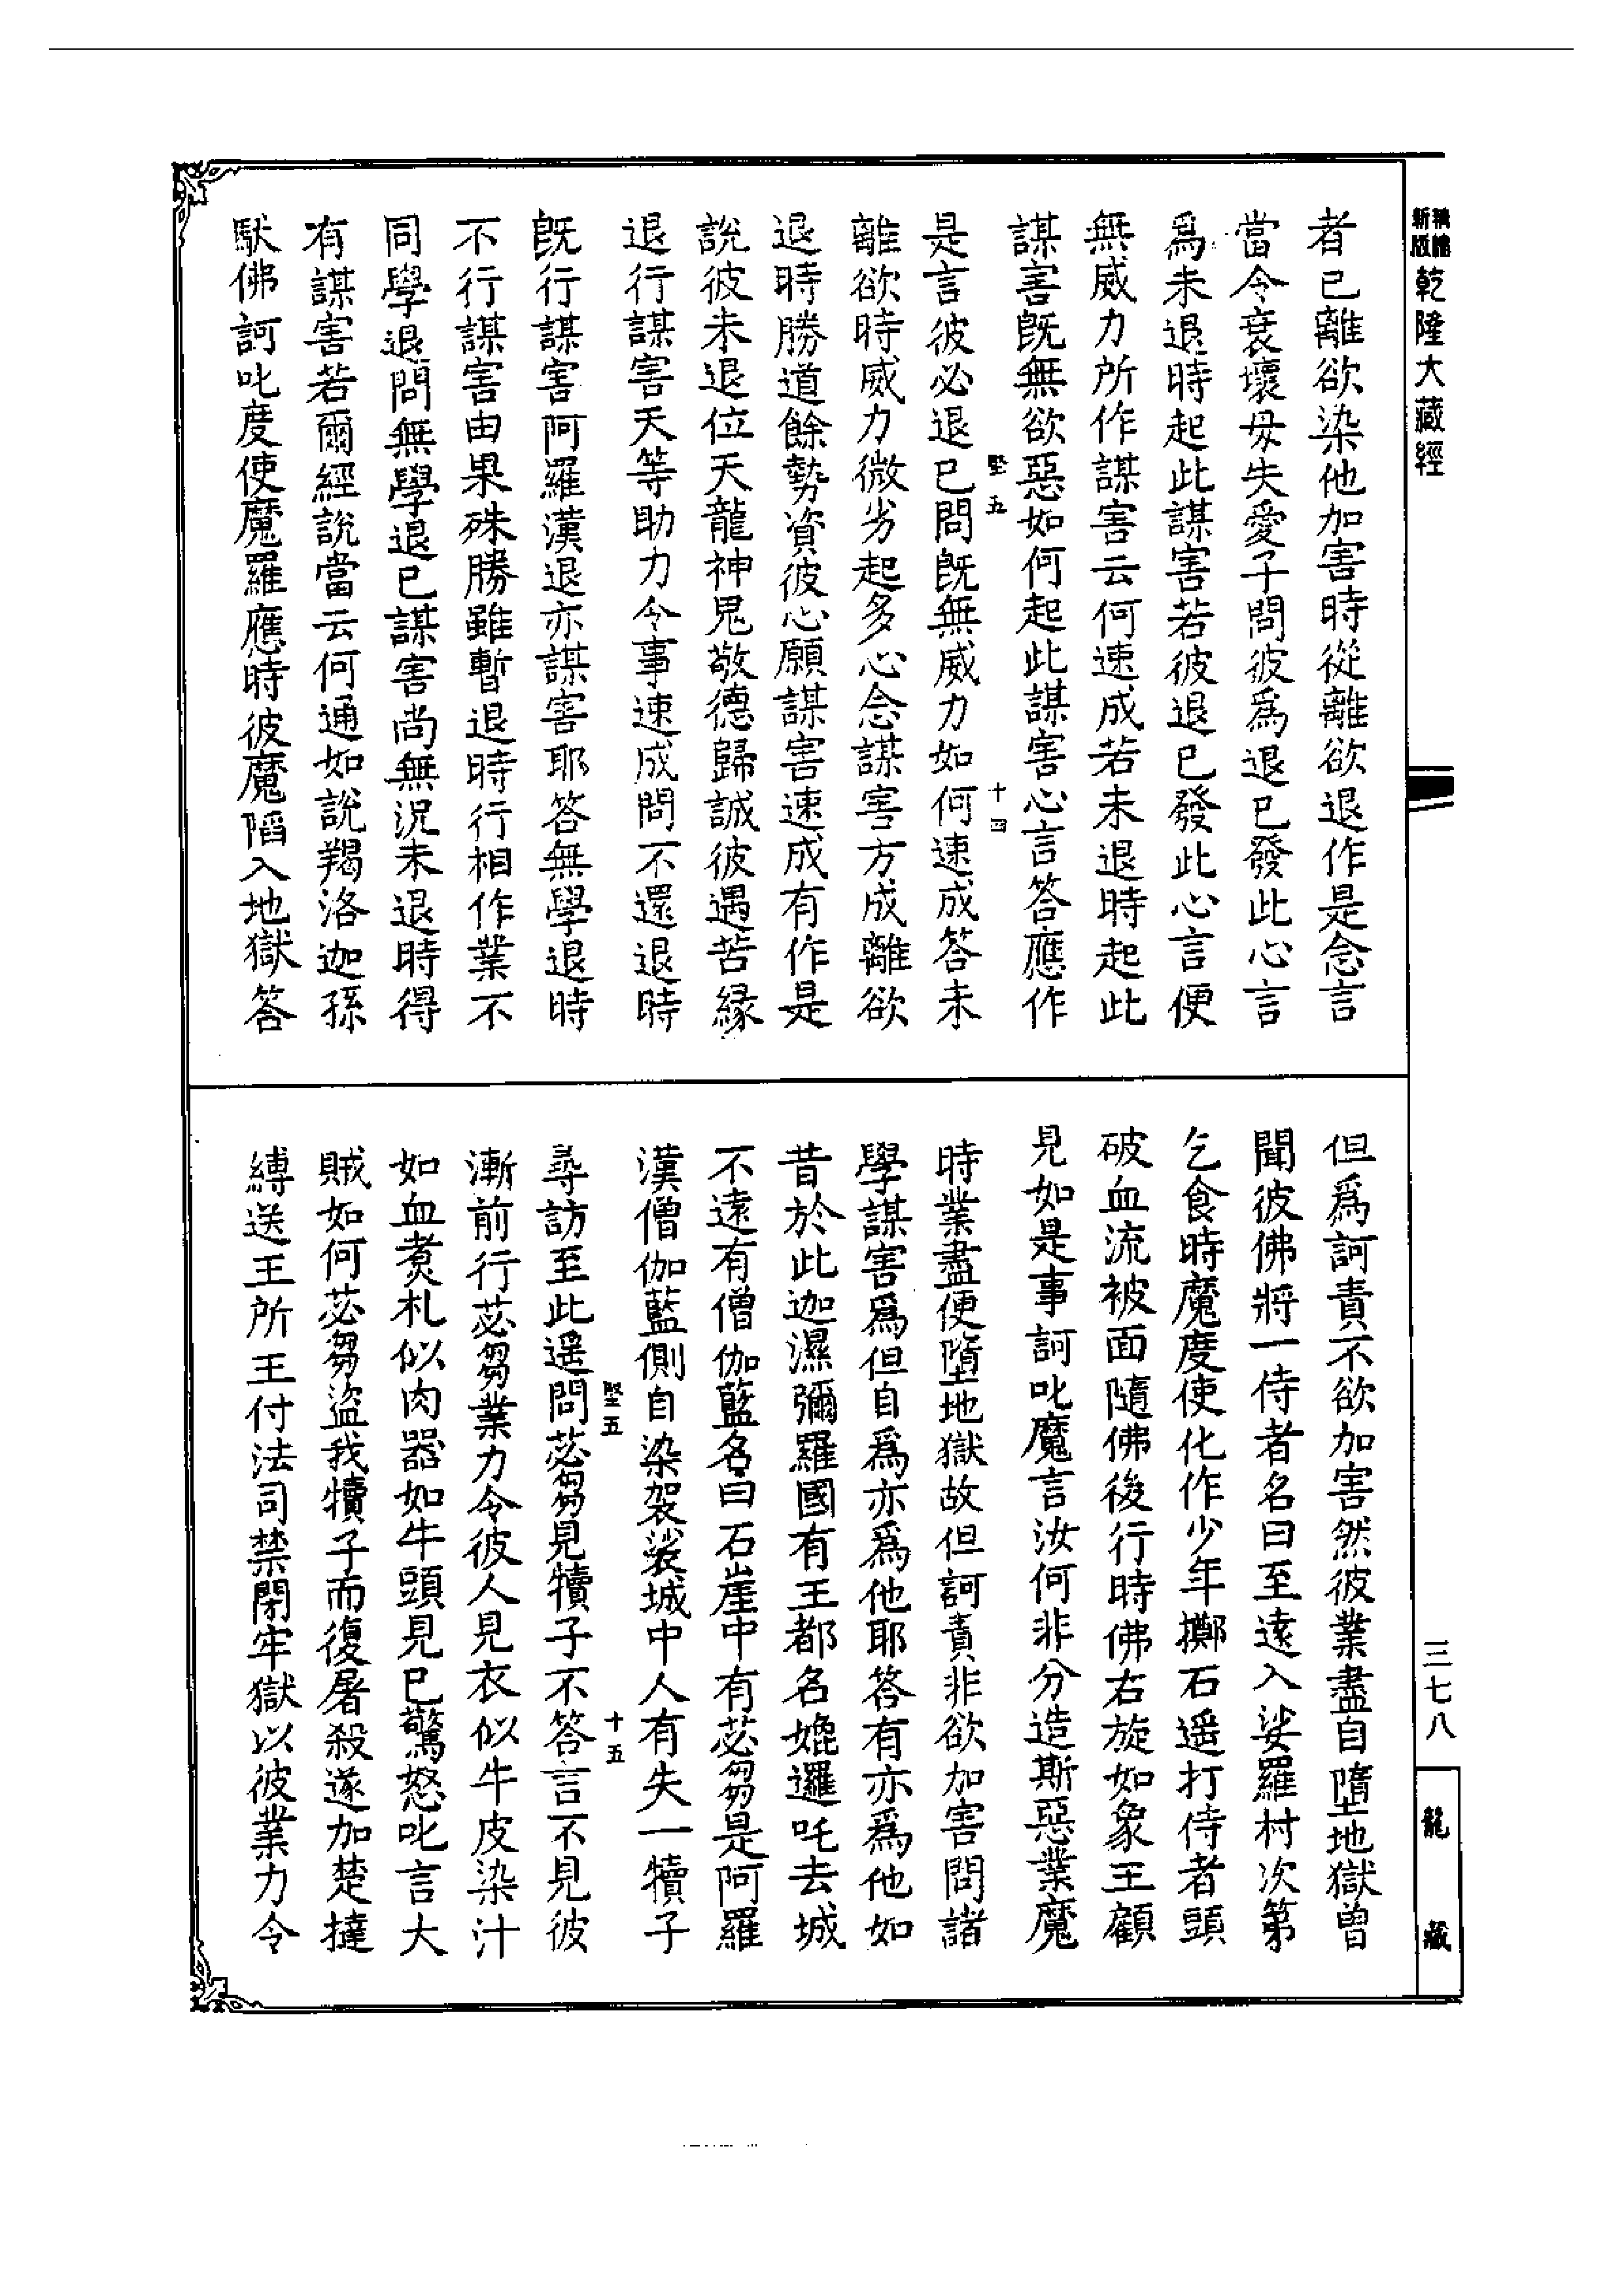 新版 精縮 乾隆大藏經
者已離欲染他加害時從離欲退作是念言
當令衰壞毋失愛子問彼爲退已發此心言
爲未退時起此謀害若彼退已發此心言便
無威力所作謀害云何速成若未退時起此
謀害旣無欲惡如何起此謀害心言答應作
堅五 十四
是言彼必退已問旣無威力如何速成答未
離欲時威力微劣起多心念謀害方成離欲
退時勝道餘勢資彼心願謀害速成有作是
說彼未退位天龍神鬼敬德歸誠彼遇苦緣
退行謀害天等助力令事速成問不還退時
旣行謀害阿羅漢退亦謀害耶答無學退時
不行謀害由果殊勝雖暫退時行相作業不
同學退問無學退已謀害尚無況未退時得
有謀害若爾經說當云何通如說羯洛迦孫
馱佛訶叱度使魔羅應時彼魔陷入地獄答
但爲訶責不欲加害然彼業盡自墮地獄曾
聞彼佛將一侍者名曰至遠入娑羅村次第
乞食時魔度使化作少年擲石遥打侍者頭
破血流被面隨佛後行時佛右旋如象王顧
見如是事訶叱魔言汝何非分造斯惡業魔
時業盡便墮地獄故但訶責非欲加害問諸
學謀害爲但自爲亦爲他耶答有亦爲他如
昔於此迦濕彌羅國有王都名嬎邏吒去城
不遠有僧伽藍名曰石崖中有苾芻是阿羅
漢僧伽藍側自染袈裟城中人有失一犢子
堅五 十五
尋訪至此遥問苾芻見犢子不答言不見彼
漸前行苾芻業力令彼人見衣似牛皮染汁
如血煑札似肉器如牛頭見已驚怒叱言大
賊如何苾芻盜我犢子而復屠殺遂加楚撻
縛送王所王付法司禁閉牢獄以彼業力令
三七八
龍藏